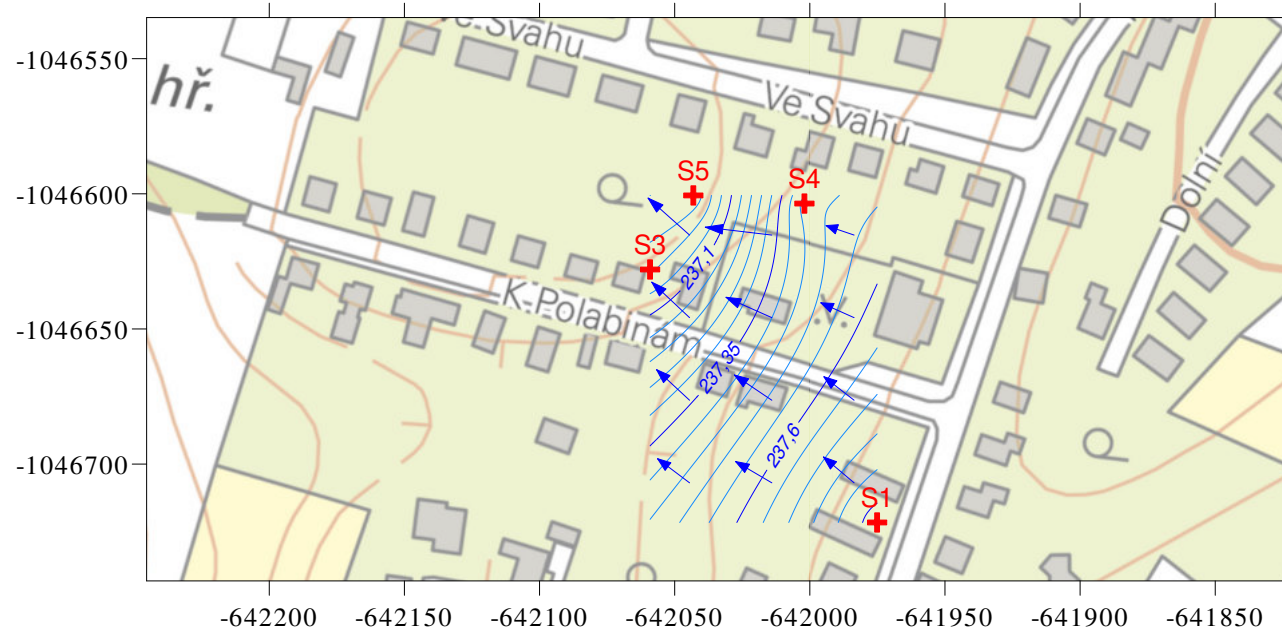 Ve Svahu
-1046550
hř.
Ve Svahu
Dolní
-1046600
S5
S4
S3
237,1
K Polabinám
.V.
-1046650
237,35
237,6
-1046700
S1
-642200
-642150
-642100
-642050
-642000
-641950
-641900
-641850